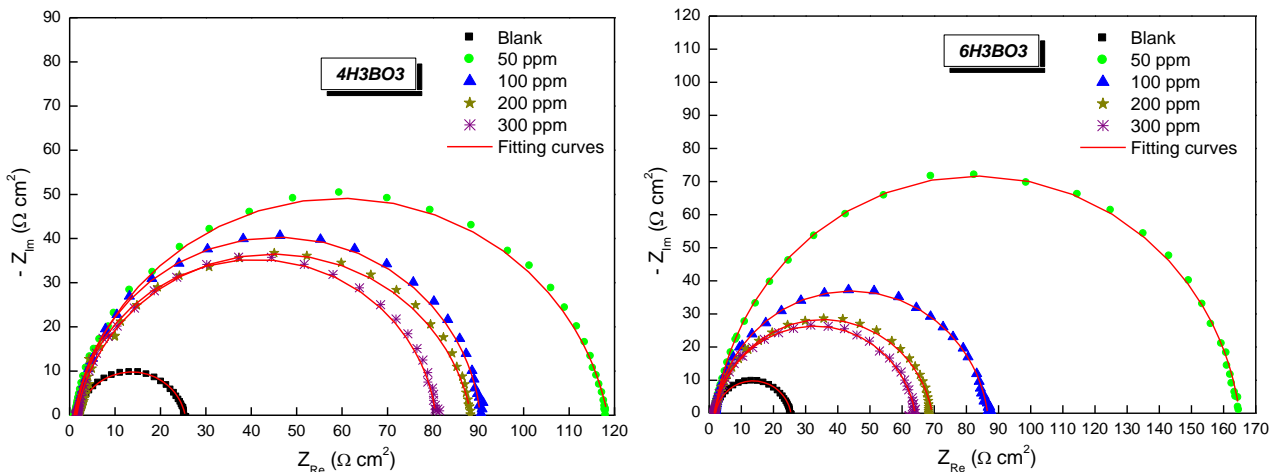 90
80
70
60
50
40
30
20
10
0
- Z_Im (Ω cm²)
4H3BO3
Blank
50 ppm
100 ppm
200 ppm
300 ppm
Fitting curves
0 10 20 30 40 50 60 70 80 90 100 110 120
Z_Re (Ω cm²)
120
110
100
90
80
70
60
50
40
30
20
10
0
- Z_Im (Ω cm²)
6H3BO3
Blank
50 ppm
100 ppm
200 ppm
300 ppm
Fitting curves
0 10 20 30 40 50 60 70 80 90 100 110 120 130 140 150 160 170
Z_Re (Ω cm²)